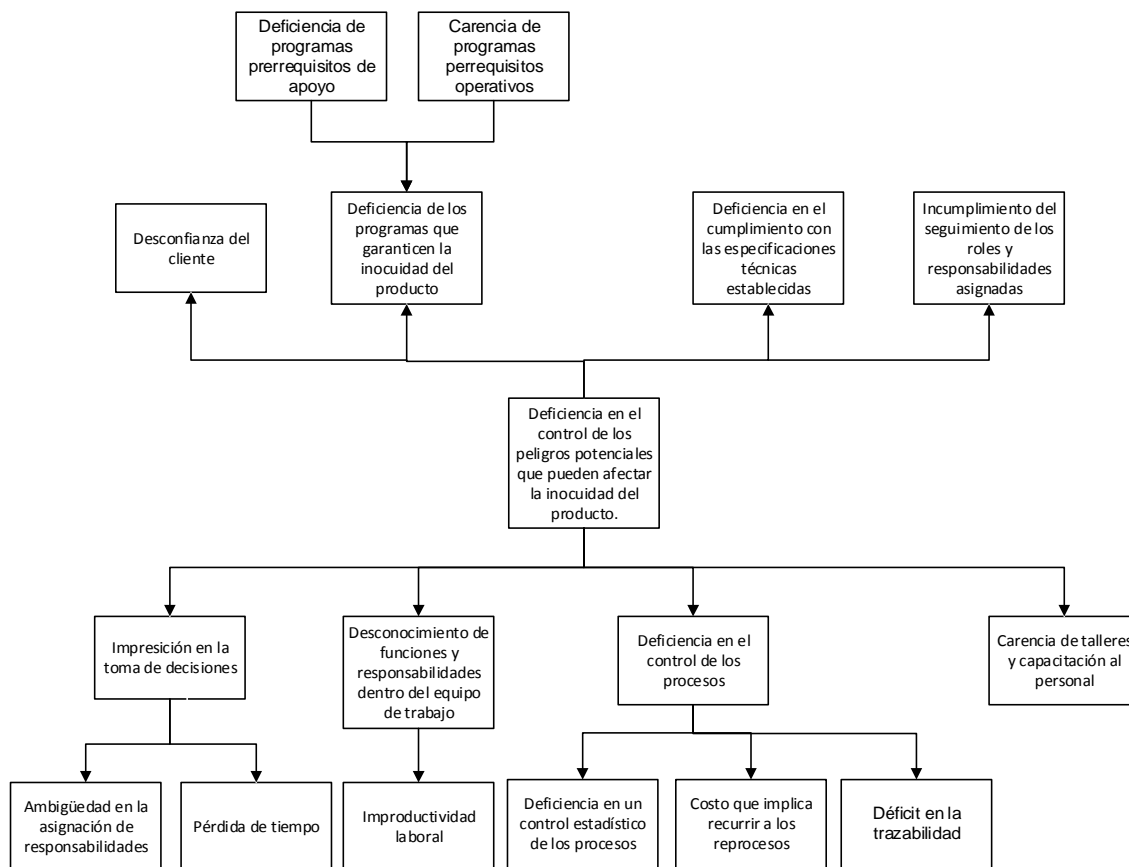 Deficiencia de
programas
prerrequisitos de
apoyo
Carencia de
programas
perrequisitos
operativos
Desconfianza del
cliente
Deficiencia de los
programas que
garanticen la
inocuidad del
producto
Deficiencia en el
cumplimiento con
las especificaciones
técnicas
establecidas
Incumplimiento del
seguimiento de los
roles y
responsabilidades
asignadas
Deficiencia en el
control de los
peligros potenciales
que pueden afectar
la inocuidad del
producto.
Impresición en la
toma de decisiones
Desconocimiento de
funciones y
responsabilidades
dentro del equipo
de trabajo
Deficiencia en el
control de los
procesos
Carencia de talleres
y capacitación al
personal
Ambigüedad en la
asignación de
responsabilidades
Pérdida de tiempo
Improductividad
laboral
Deficiencia en un
control estadístico
de los procesos
Costo que implica
recurrir a los
reprocesos
Déficit en la
trazabilidad